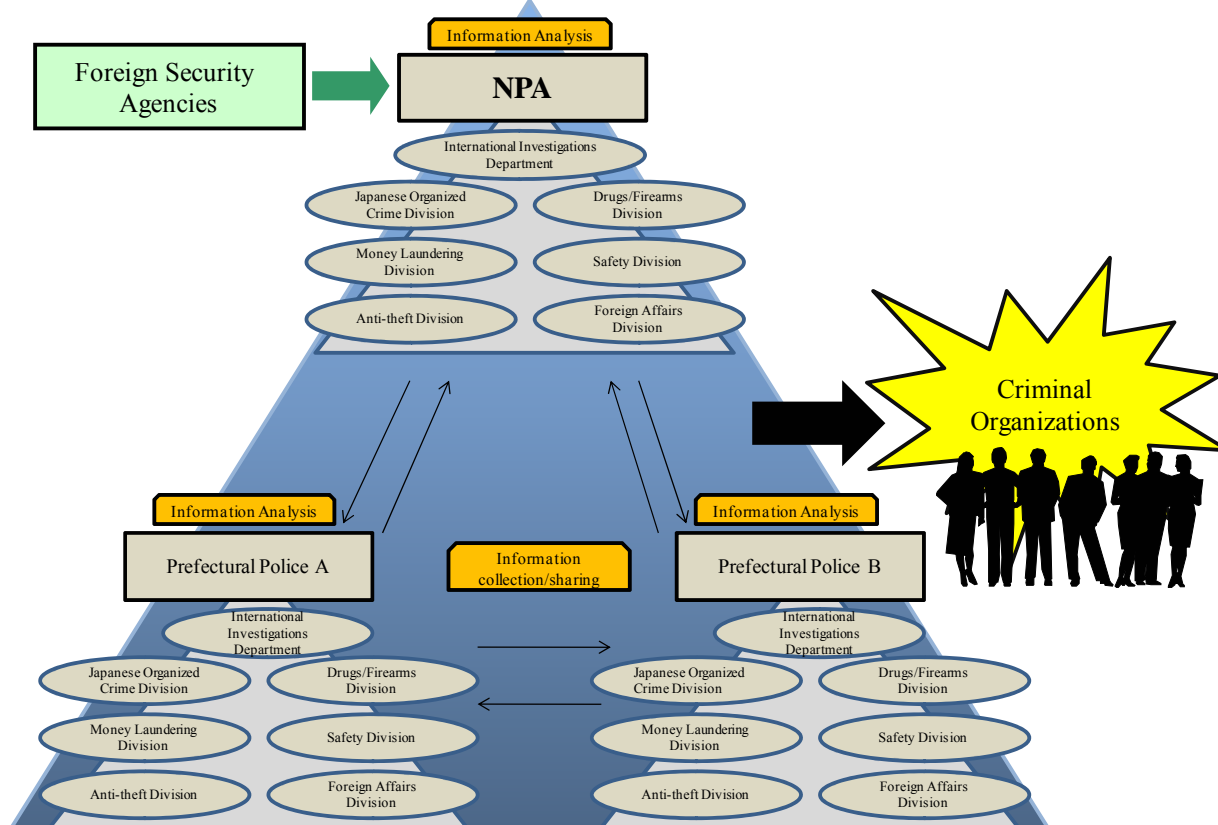 Information Analysis
Foreign Security
Agencies
NPA
International Investigations
Department
Japanese Organized
Crime Division
Drugs/Firearms
Division
Money Laundering
Division
Safety Division
Anti-theft Division
Foreign Affairs
Division
Criminal
Organizations
Information Analysis
Information Analysis
Prefectural Police A
Information
collection/sharing
Prefectural Police B
International
Investigations
Department
Japanese Organized
Crime Division
Drugs/Firearms
Division
Money Laundering
Division
Safety Division
Anti-theft Division
Foreign Affairs
Division
International
Investigations
Department
Japanese Organized
Crime Division
Drugs/Firearms
Division
Money Laundering
Division
Safety Division
Anti-theft Division
Foreign Affairs
Division